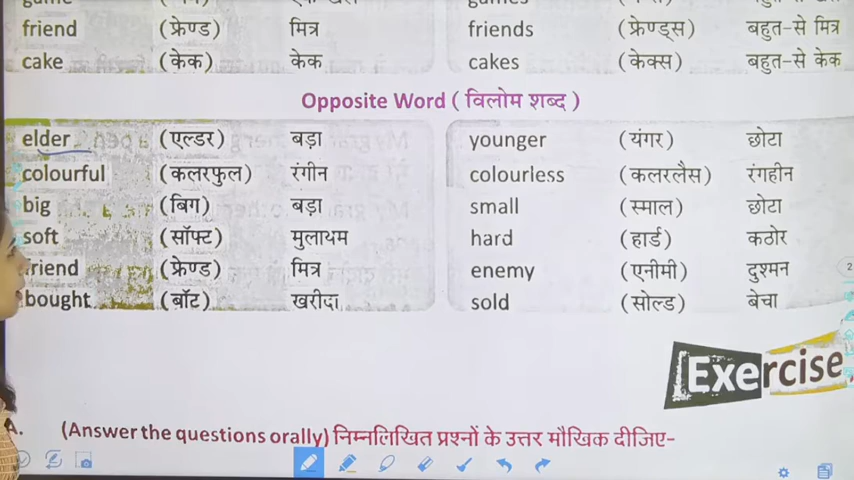 friend (फ्रेण्ड) मित्र friends (फ्रेण्ड्स) बहुत-से मित्र
cake (केक) केक cakes (केक्स) बहुत-से केक
Opposite Word ( विलोम शब्द )
elder (एल्डर) बड़ा younger (यंगर) छोटा
colourful (कलरफुल) रंगीन colourless (कलरलैस) रंगहीन
big (बिग) बड़ा small (स्माल) छोटा
soft (सॉफ्ट) मुलाथम hard (हार्ड) कठोर
friend (फ्रेण्ड) मित्र enemy (एनीमी) दुश्मन
bought (बॉट) खरीदा sold (सोल्ड) बेचा
Exercise
A. (Answer the questions orally) निम्नलिखित प्रश्नों के उत्तर मौखिक दीजिए-